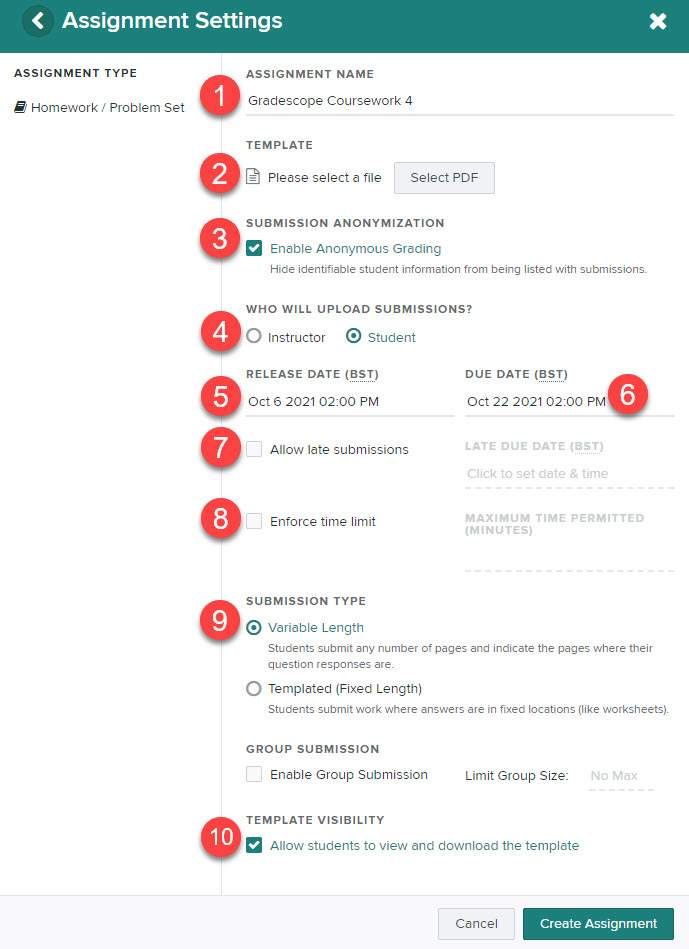 Assignment Settings
ASSIGNMENT TYPE
Homework / Problem Set
1
ASSIGNMENT NAME
Gradescope Coursework 4
2
TEMPLATE
Please select a file
Select PDF
3
SUBMISSION ANONYMIZATION
Enable Anonymous Grading
Hide identifiable student information from being listed with submissions.
4
WHO WILL UPLOAD SUBMISSIONS?
Instructor Student
5
RELEASE DATE (BST)
Oct 6 2021 02:00 PM
DUE DATE (BST)
Oct 22 2021 02:00 PM
6
7
Allow late submissions
LATE DUE DATE (BST)
Click to set date & time
8
Enforce time limit
MAXIMUM TIME PERMITTED
(MINUTES)
9
SUBMISSION TYPE
Variable Length
Students submit any number of pages and indicate the pages where their
question responses are.
Templated (Fixed Length)
Students submit work where answers are in fixed locations (like worksheets).
GROUP SUBMISSION
Enable Group Submission
Limit Group Size: No Max
10
TEMPLATE VISIBILITY
Allow students to view and download the template
Cancel
Create Assignment